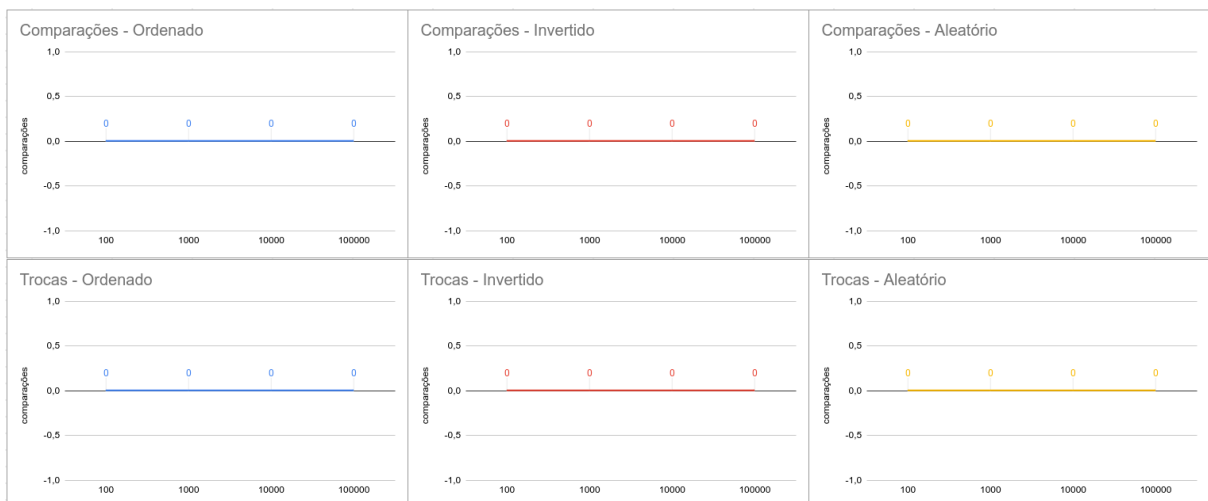 Comparações - Ordenado
1,0
0,5
0,0
-0,5
-1,0
comparações
0 0 0 0
100 1000 10000 100000
Comparações - Invertido
1,0
0,5
0,0
-0,5
-1,0
comparações
0 0 0 0
100 1000 10000 100000
Comparações - Aleatório
1,0
0,5
0,0
-0,5
-1,0
comparações
0 0 0 0
100 1000 10000 100000
Trocas - Ordenado
1,0
0,5
0,0
-0,5
-1,0
comparações
0 0 0 0
100 1000 10000 100000
Trocas - Invertido
1,0
0,5
0,0
-0,5
-1,0
comparações
0 0 0 0
100 1000 10000 100000
Trocas - Aleatório
1,0
0,5
0,0
-0,5
-1,0
comparações
0 0 0 0
100 1000 10000 100000